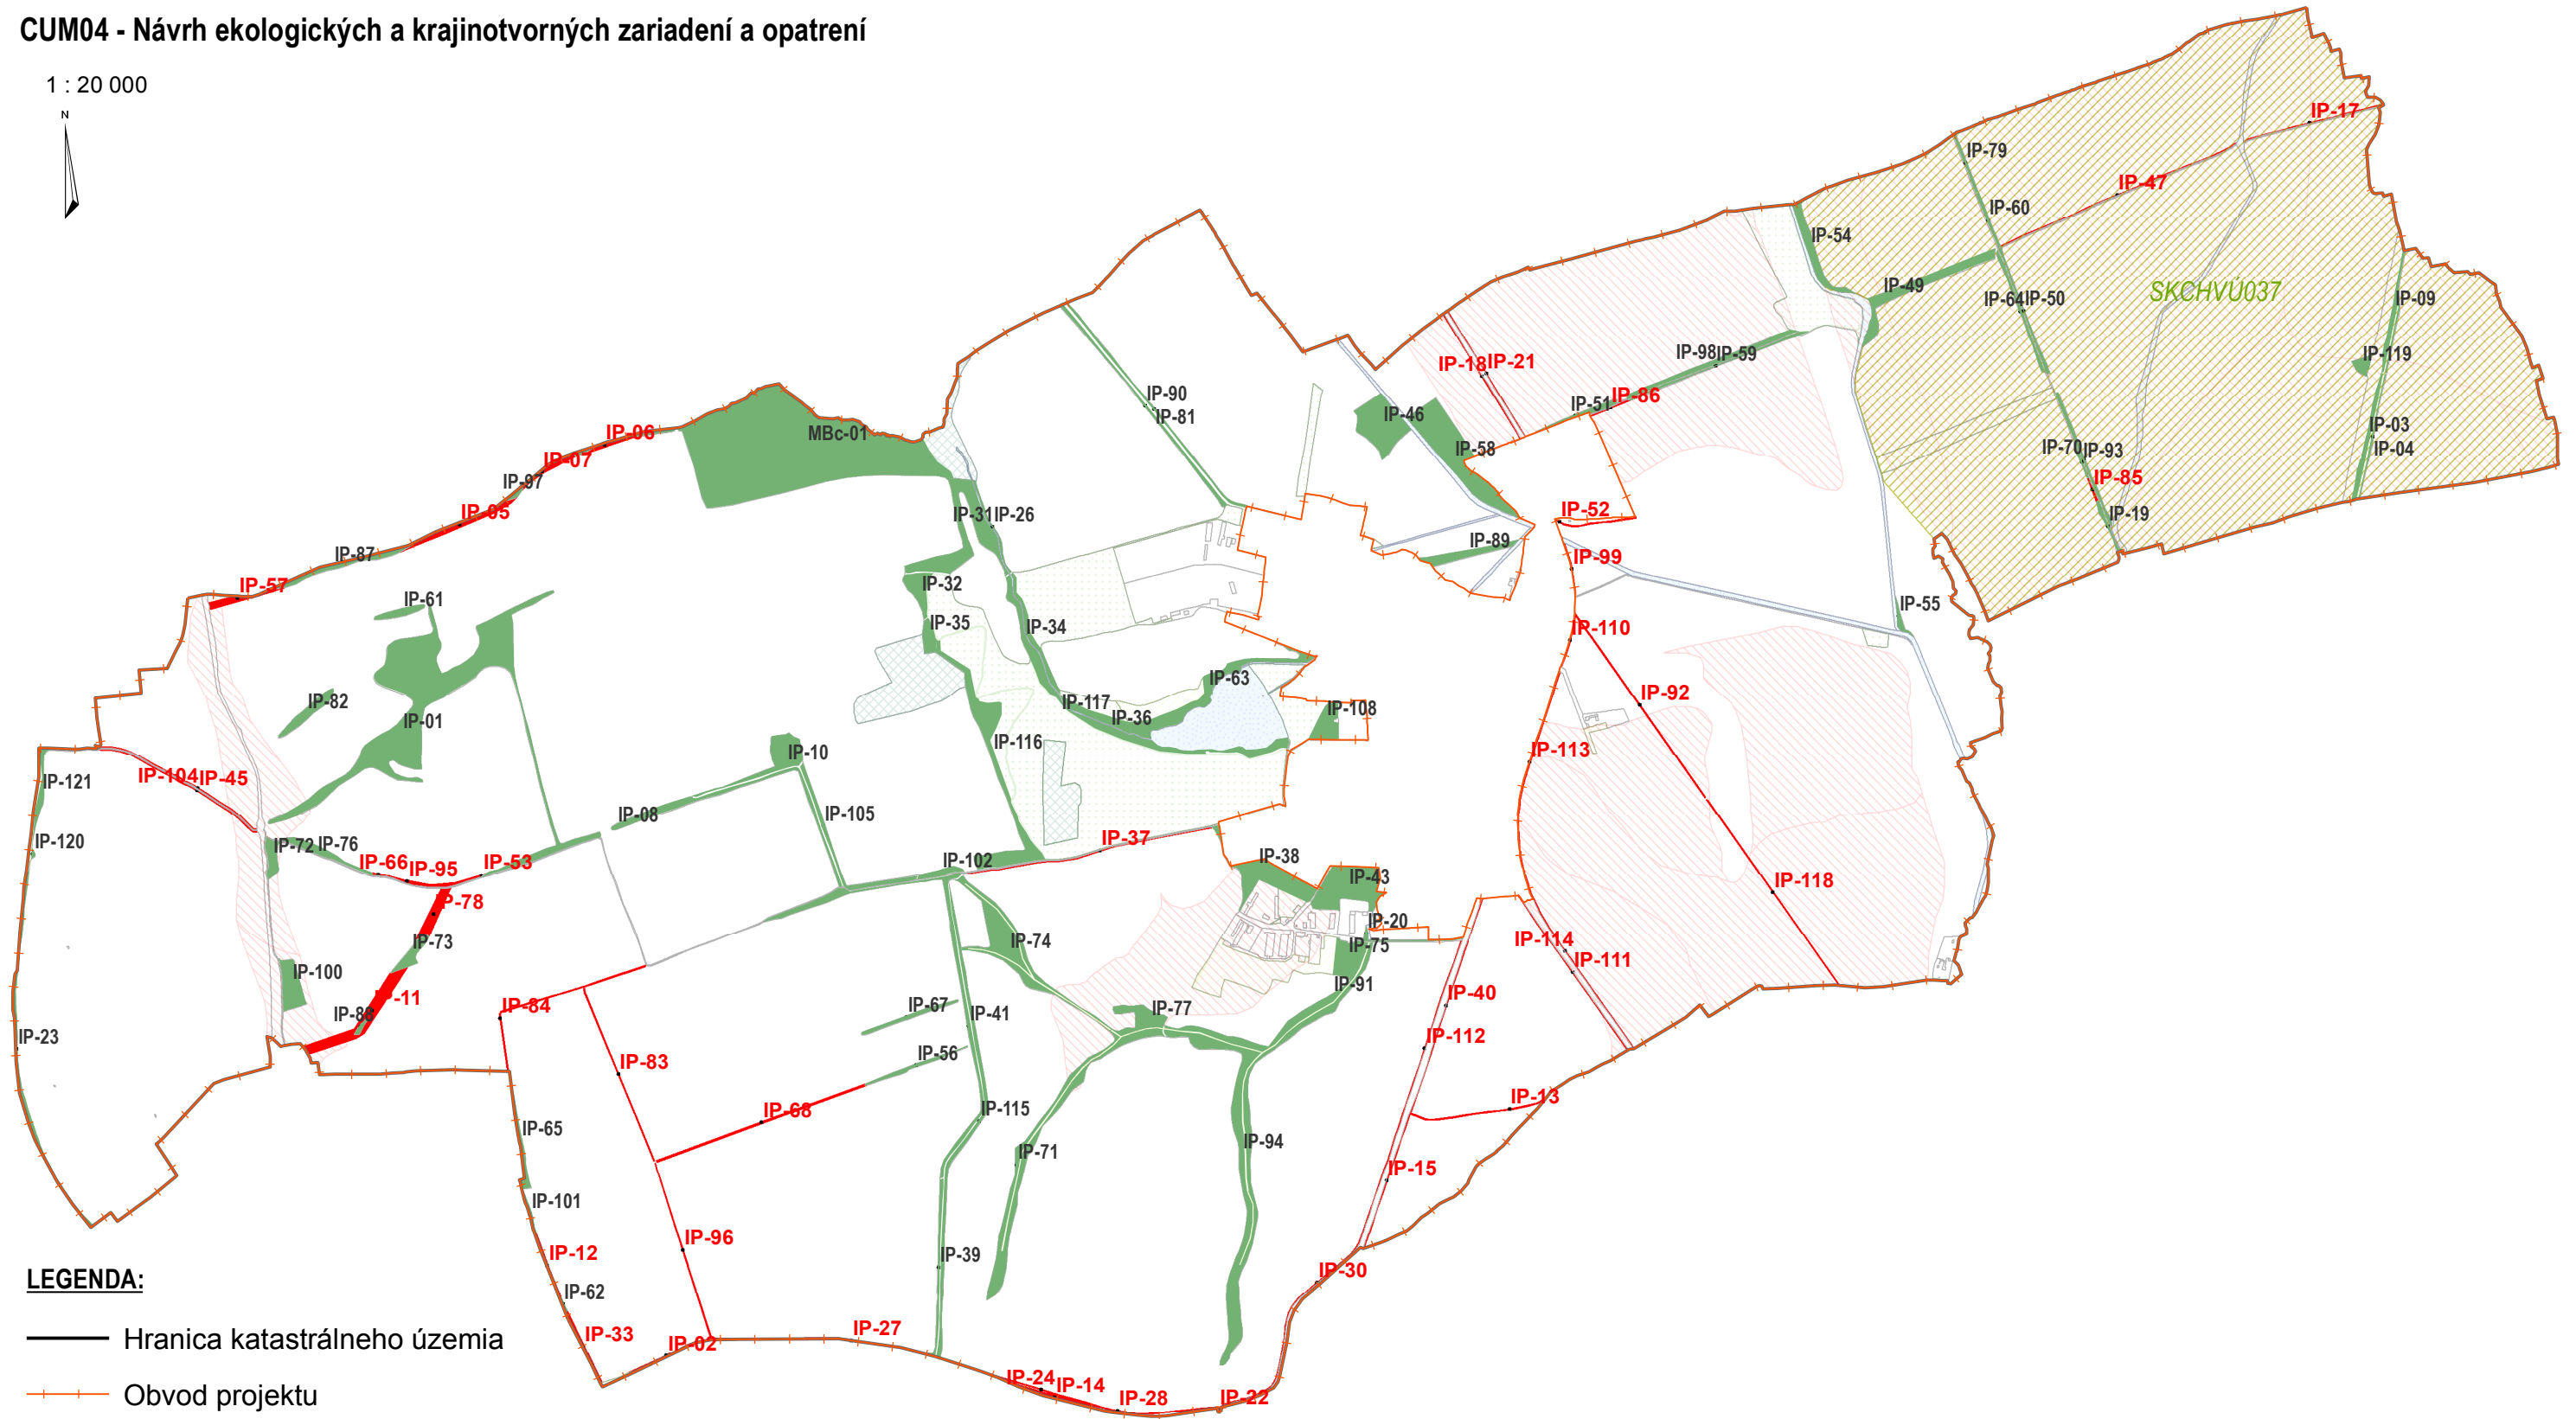 CUM04 - Návrh ekologických a krajinotvorných zariadení a opatrení
1 : 20 000
N
IP-17
IP-79
IP-47
IP-60
IP-54
IP-49
SKCHVÚ037
IP-64
IP-50
IP-09
IP-98
IP-59
IP-119
IP-18
IP-21
IP-90
IP-81
IP-51
IP-86
IP-46
IP-03
IP-04
IP-58
IP-70
IP-93
MBc-01
IP-06
IP-07
IP-97
IP-85
IP-05
IP-31
IP-26
IP-52
IP-19
IP-89
IP-87
IP-99
IP-57
IP-32
IP-61
IP-55
IP-35
IP-34
IP-110
IP-63
IP-82
IP-01
IP-117
IP-36
IP-108
IP-92
IP-116
IP-10
IP-113
IP-121
IP-104
IP-45
IP-08
IP-105
IP-120
IP-72
IP-76
IP-37
IP-102
IP-38
IP-66
IP-95
IP-53
IP-43
IP-118
IP-78
IP-20
IP-73
IP-74
IP-75
IP-114
IP-100
IP-111
IP-91
IP-11
IP-88
IP-84
IP-67
IP-41
IP-77
IP-40
IP-23
IP-56
IP-112
IP-83
IP-68
IP-115
IP-13
IP-65
IP-71
IP-94
IP-15
IP-101
IP-96
IP-12
IP-39
IP-30
IP-62
IP-33
IP-02
IP-27
IP-24
IP-14
IP-28
IP-22
LEGENDA:
Hranica katastrálneho územia
Obvod projektu